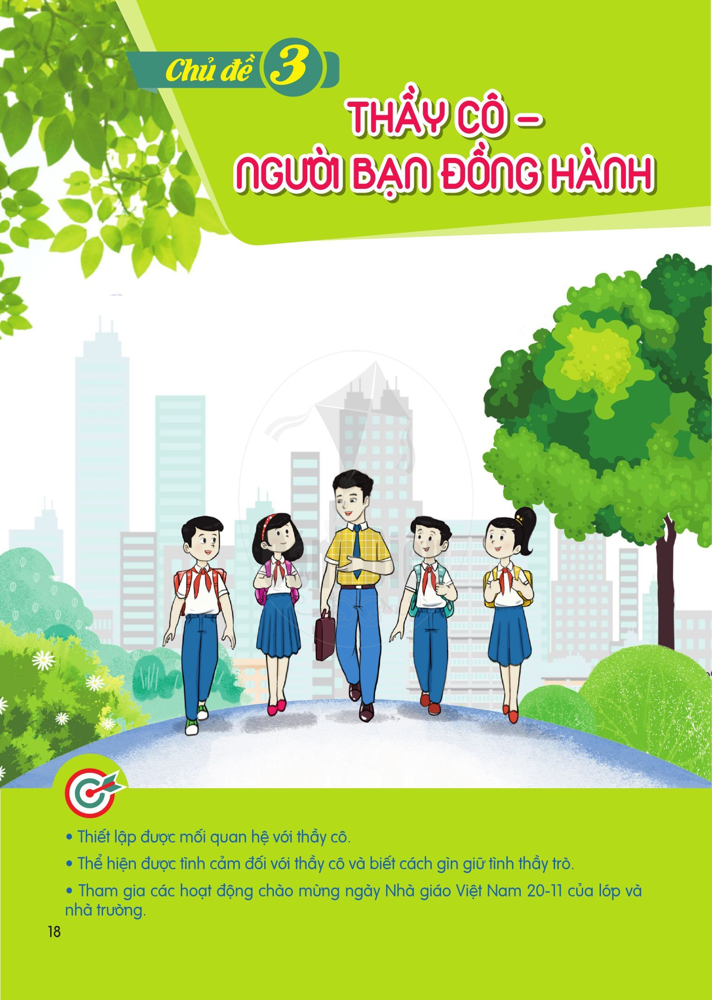 Chủ đề 3
THẦY CÔ –
NGƯỜI BẠN ĐỒNG HÀNH
• Thiết lập được mối quan hệ với thầy cô.
• Thể hiện được tình cảm đối với thầy cô và biết cách gìn giữ tình thầy trò.
• Tham gia các hoạt động chào mừng ngày Nhà giáo Việt Nam 20-11 của lớp và
nhà trường.
18